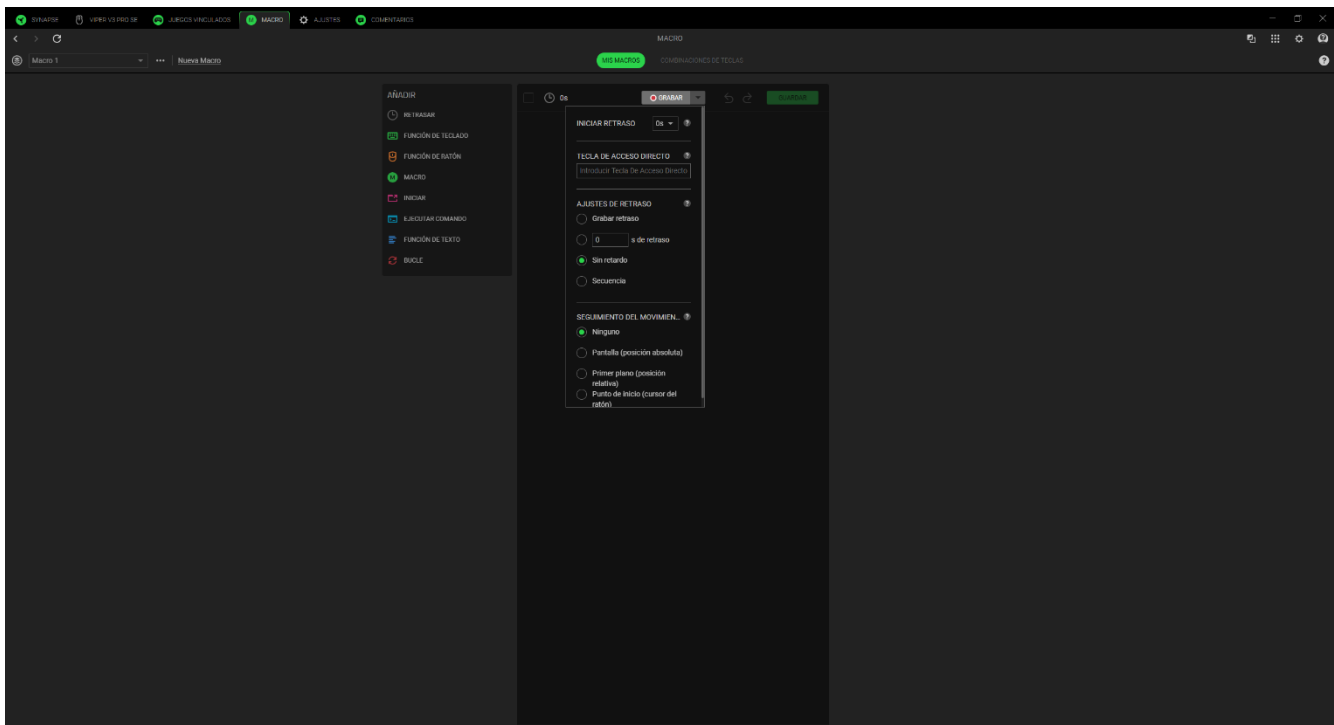 SYNAPSE VIPER V3 PRO SE JUEGOS VINCULADOS MACRO AJUSTES COMENTARIOS
MACRO
Macro 1 Nueva Macro MIS MACROS COMBINACIONES DE TECLAS
AÑADIR
RETRASAR
FUNCIÓN DE TECLADO
FUNCIÓN DE RATÓN
MACRO
INICIAR
EJECUTAR COMANDO
FUNCIÓN DE TEXTO
BUCLE
0s GRABAR GUARDAR
INICIAR RETRASO 0s
TECLA DE ACCESO DIRECTO
Introducir Tecla De Acceso Directo
AJUSTES DE RETRASO
Grabar retraso
0 s de retraso
Sin retardo
Secuencia
SEGUIMIENTO DEL MOVIMIEN...
Ninguno
Pantalla (posición absoluta)
Primer plano (posición
relativa)
Punto de inicio (cursor del
ratón)